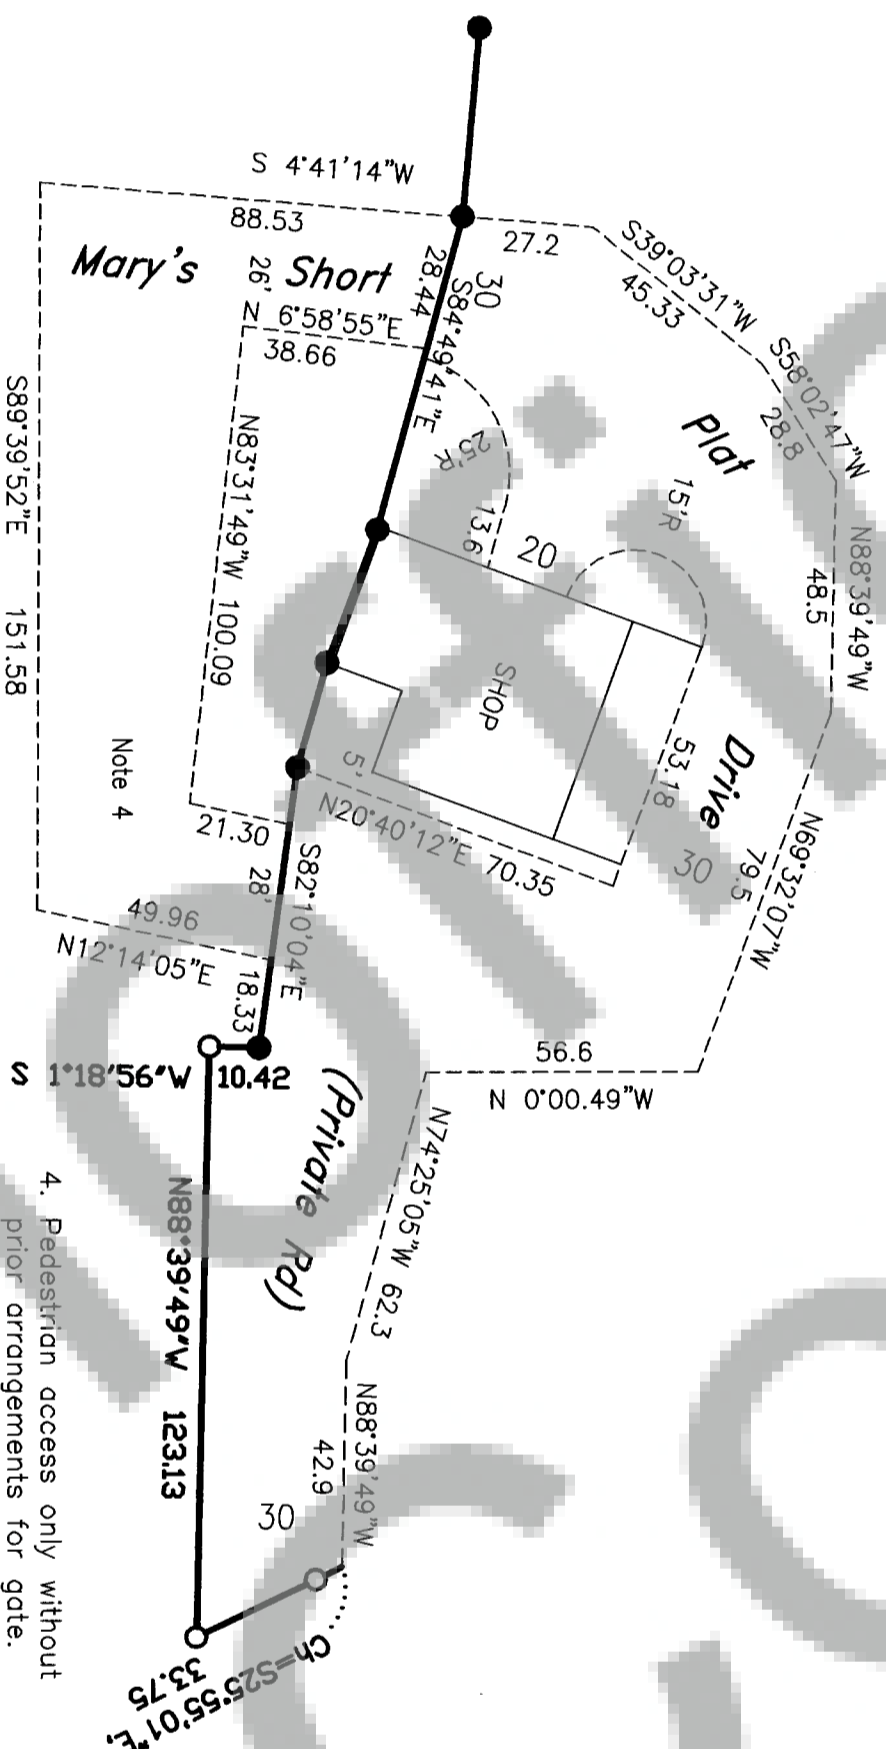 S 4°41'14"W
88.53
27.2
S39°03'31"W
45.33
S58°02'47"W
28.8
Mary's Short Plat Drive
(Private Rd)
26'
28.44
30
S84°49'41"E
N 6°58'55"E
38.66
25'R
13.6
20
15'R
N88°39'49"W
48.5
S89°39'52"E 151.58
N83°31'49"W 100.09
SHOP
5'
53.18
Note 4
21.30
28'
N20°40'12"E 70.35
30
79.5
N69°32'07"W
S82°10'04"E
49.96
N12°14'05"E
18.33
S 1°18'56"W 10.42
56.6
N 0°00.49"W
N74°25'05"W 62.3
N88°39'49"W 123.13
N88°39'49"W
42.9
30
Ch=S25°55'01"E,
33.75
4. Pedestrian access only without
prior arrangements for gate.